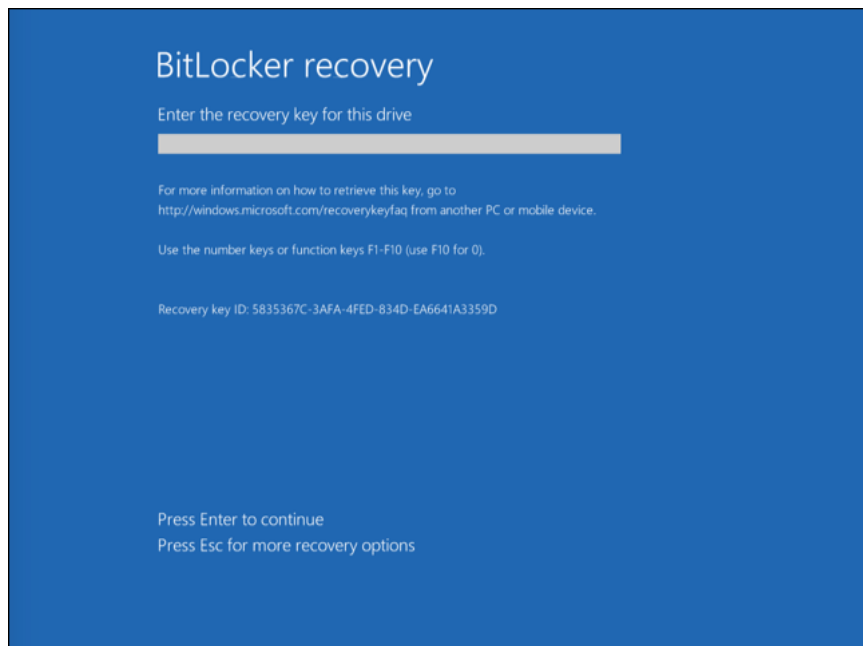 BitLocker recovery
Enter the recovery key for this drive
For more information on how to retrieve this key, go to
http://windows.microsoft.com/recoverykeyfaq from another PC or mobile device.
Use the number keys or function keys F1-F10 (use F10 for 0).
Recovery key ID: 5835367C-3AFA-4FED-834D-EA6641A3359D
Press Enter to continue
Press Esc for more recovery options